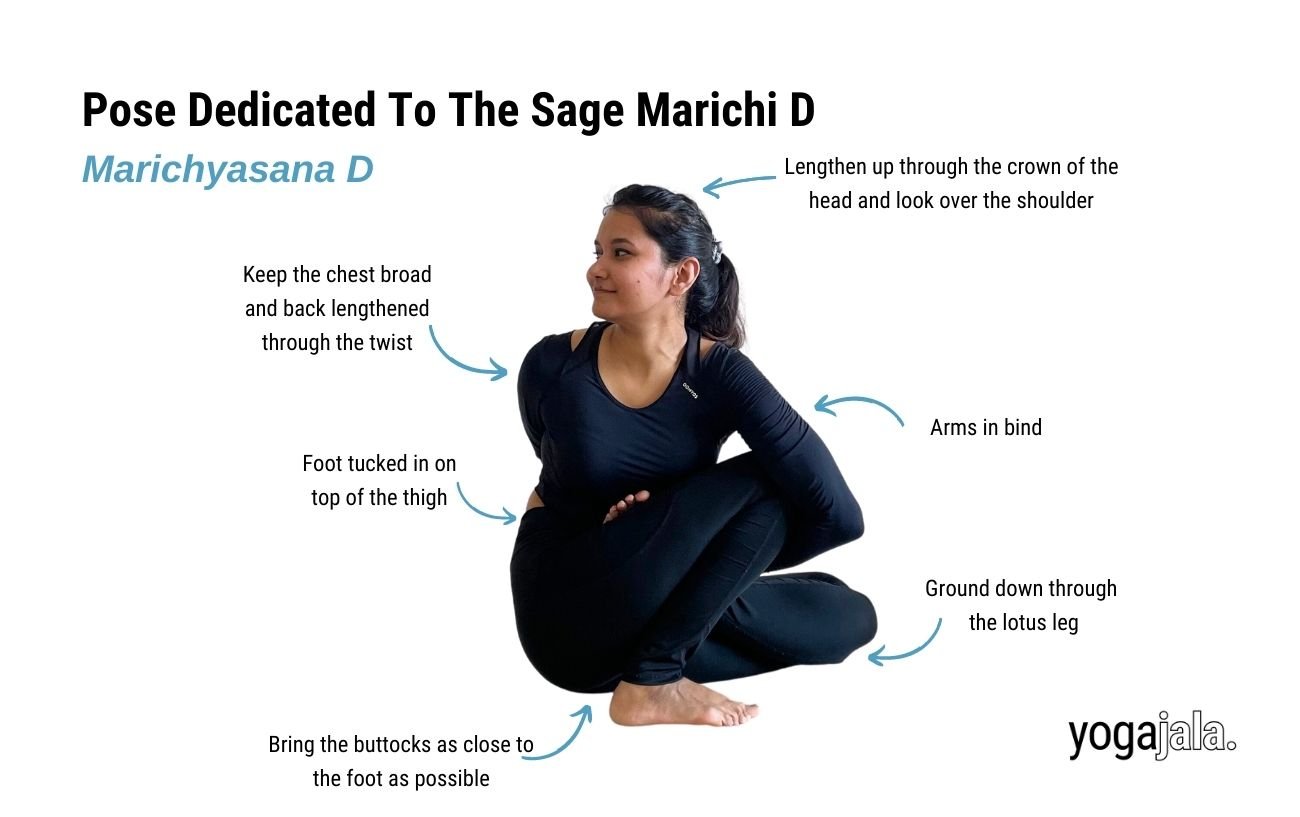 Pose Dedicated To The Sage Marichi D
Marichyasana D
Lengthen up through the crown of the
head and look over the shoulder
Keep the chest broad
and back lengthened
through the twist
Arms in bind
Foot tucked in on
top of the thigh
Ground down through
the lotus leg
Bring the buttocks as close to
the foot as possible
yogajala.